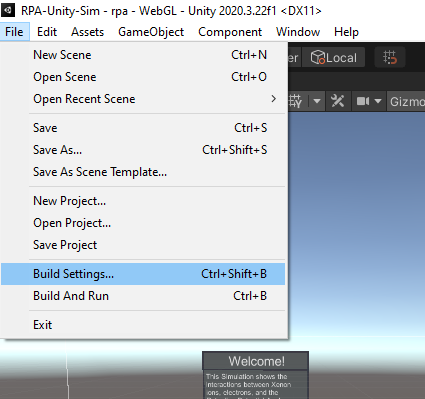 RPA-Unity-Sim - rpa - WebGL - Unity 2020.3.22f1 <DX11>
File Edit Assets GameObject Component Window Help
New Scene Ctrl+N
Open Scene Ctrl+O
Open Recent Scene
Save Ctrl+S
Save As... Ctrl+Shift+S
Save As Scene Template...
New Project...
Open Project...
Save Project
Build Settings... Ctrl+Shift+B
Build And Run Ctrl+B
Exit
Local
Gizmo
Welcome!
This Simulation shows the
interactions between Xenon
ions, electrons, and the